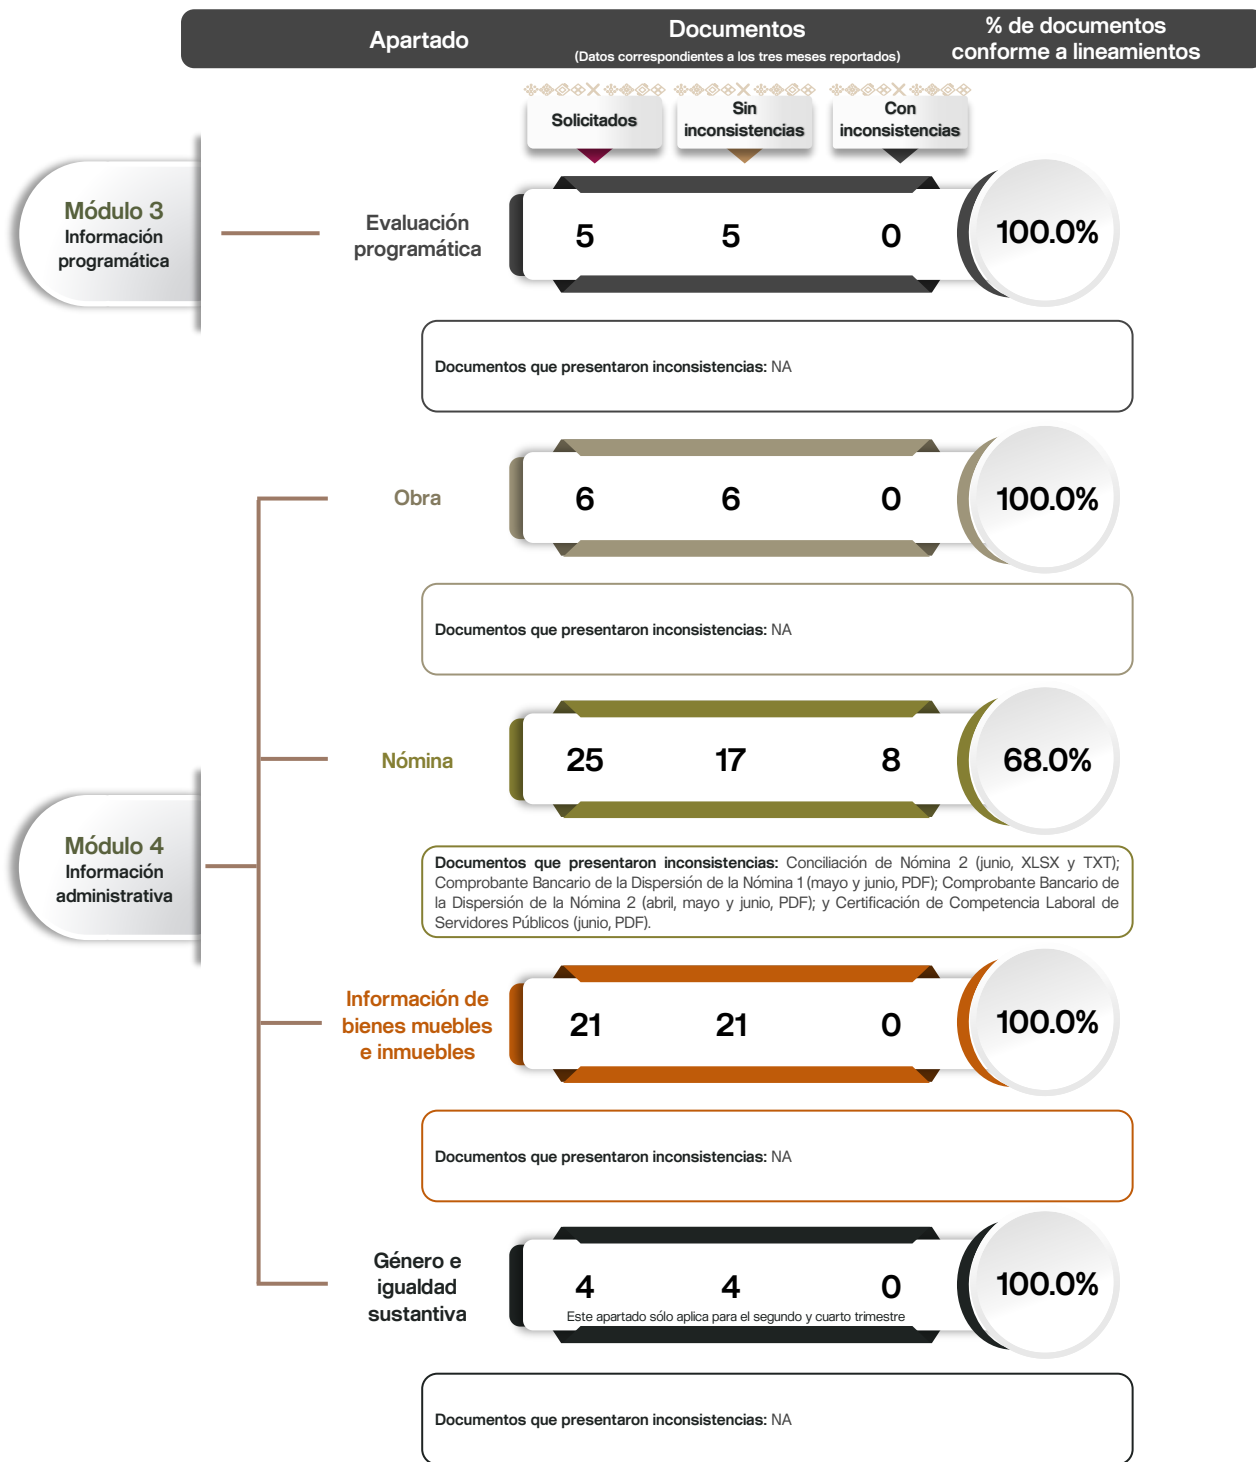 Apartado
Documentos
(Datos correspondientes a los tres meses reportados)
% de documentos
conforme a lineamientos
Solicitados
Sin
inconsistencias
Con
inconsistencias
Módulo 3
Información
programática
Evaluación
programática
5 5 0 100.0%
Documentos que presentaron inconsistencias: NA
Obra
6 6 0 100.0%
Documentos que presentaron inconsistencias: NA
Módulo 4
Información
administrativa
Nómina
25 17 8 68.0%
Documentos que presentaron inconsistencias: Conciliación de Nómina 2 (junio, XLSX y TXT);
Comprobante Bancario de la Dispersión de la Nómina 1 (mayo y junio, PDF); Comprobante Bancario de
la Dispersión de la Nómina 2 (abril, mayo y junio, PDF); y Certificación de Competencia Laboral de
Servidores Públicos (junio, PDF).
Información de
bienes muebles
e inmuebles
21 21 0 100.0%
Documentos que presentaron inconsistencias: NA
Género e
igualdad
sustantiva
4 4 0 100.0%
Este apartado sólo aplica para el segundo y cuarto trimestre
Documentos que presentaron inconsistencias: NA